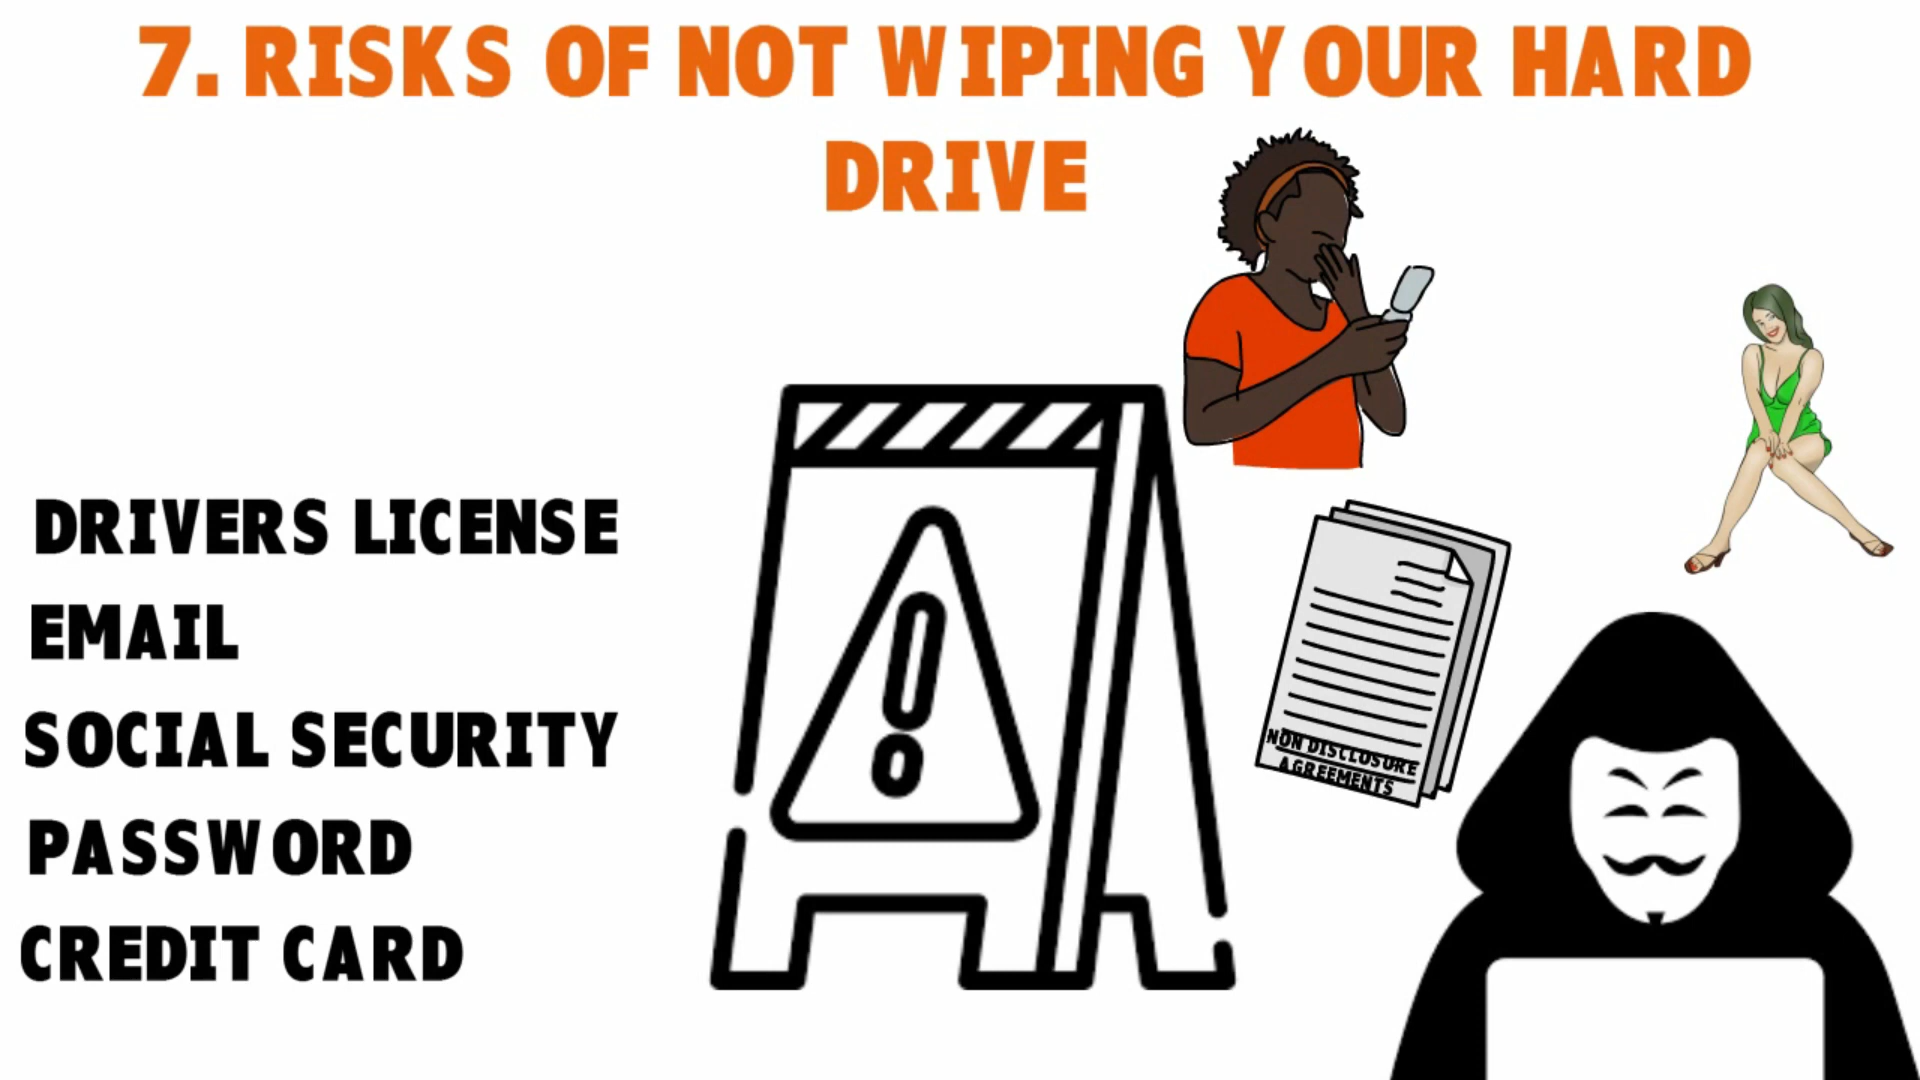 7. RISKS OF NOT WIPING YOUR HARD
DRIVE
DRIVERS LICENSE
EMAIL
SOCIAL SECURITY
PASSWORD
CREDIT CARD
NON DISCLOSURE
AGREEMENTS